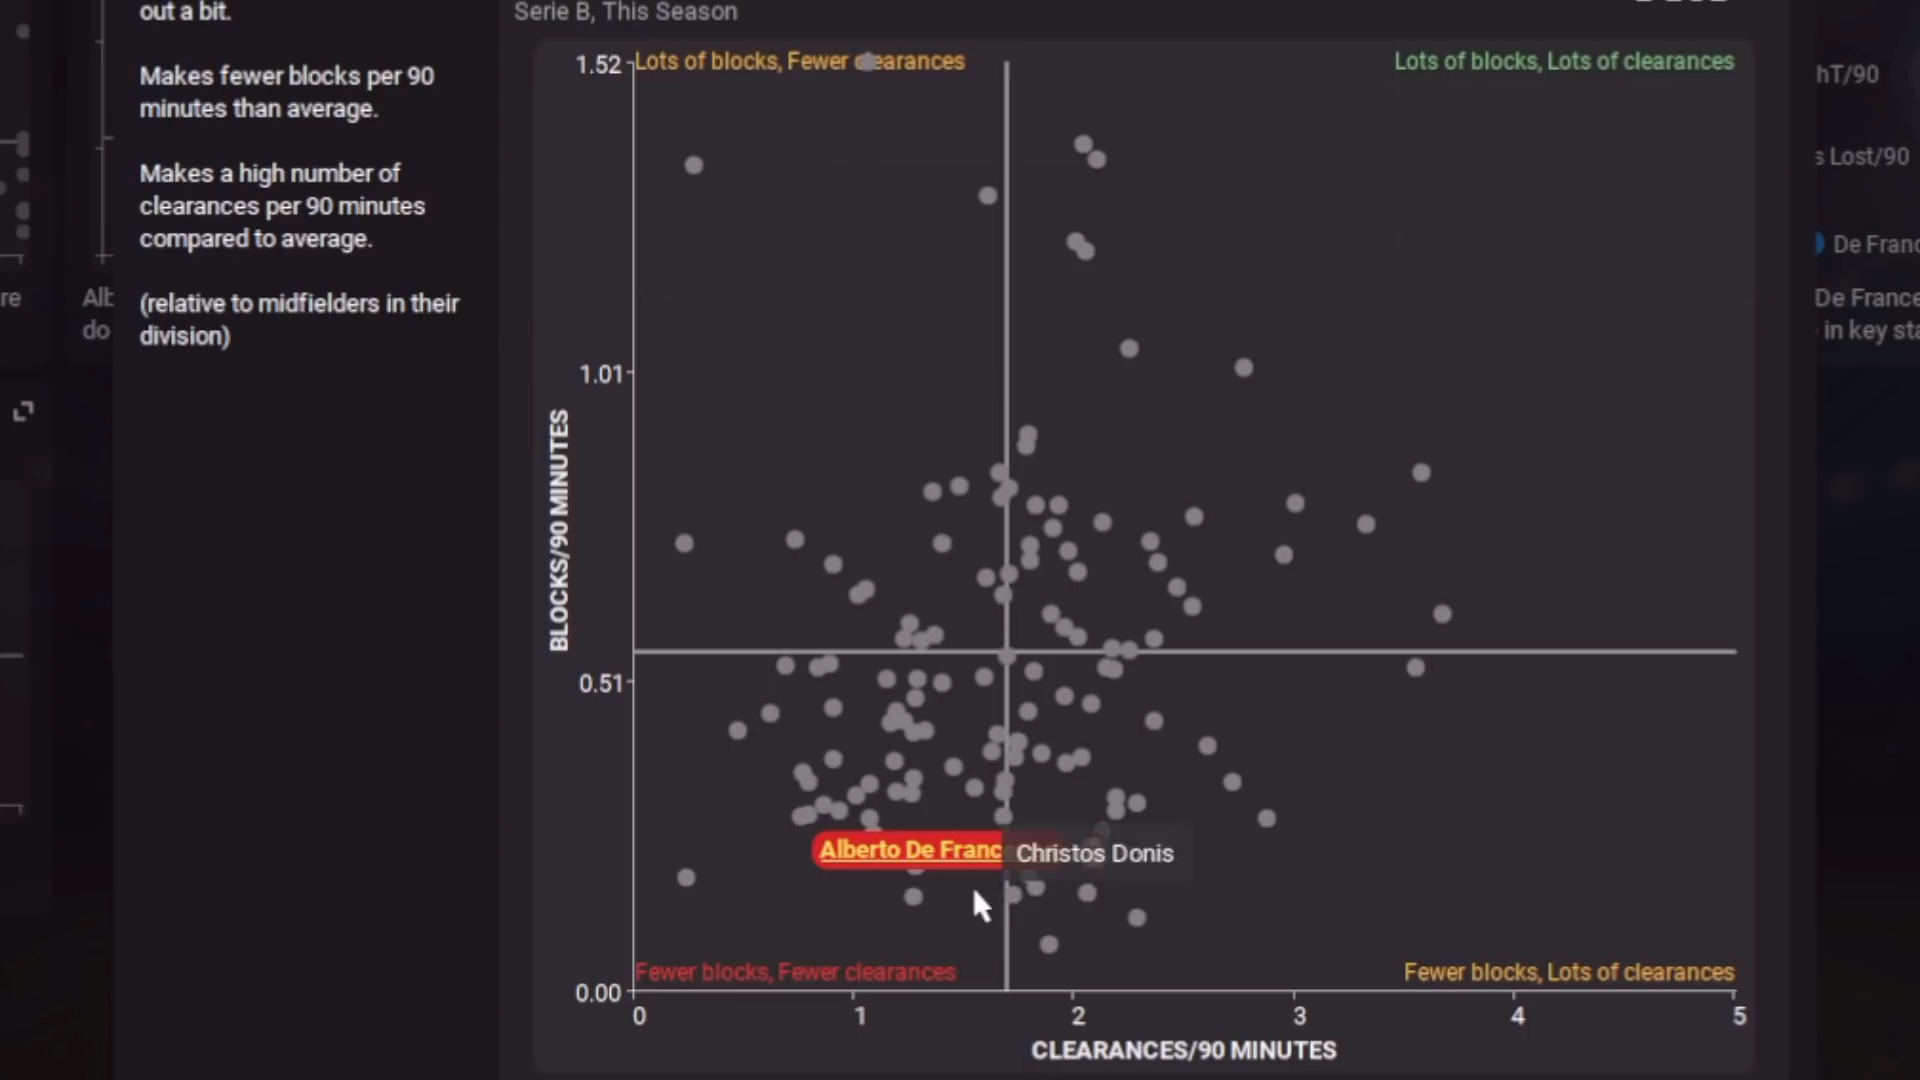 out a bit.
Makes fewer blocks per 90
minutes than average.
Makes a high number of
clearances per 90 minutes
compared to average.
(relative to midfielders in their
division)
re
Alb
do
Serie B, This Season
Lots of blocks, Fewer clearances
Lots of blocks, Lots of clearances
1.52
1.01
0.51
0.00
BLOCKS/90 MINUTES
Alberto De Franc
Christos Donis
Fewer blocks, Fewer clearances
Fewer blocks, Lots of clearances
0 1 2 3 4 5
CLEARANCES/90 MINUTES
hT/90
s Lost/90
De Franc
De France
in key sta